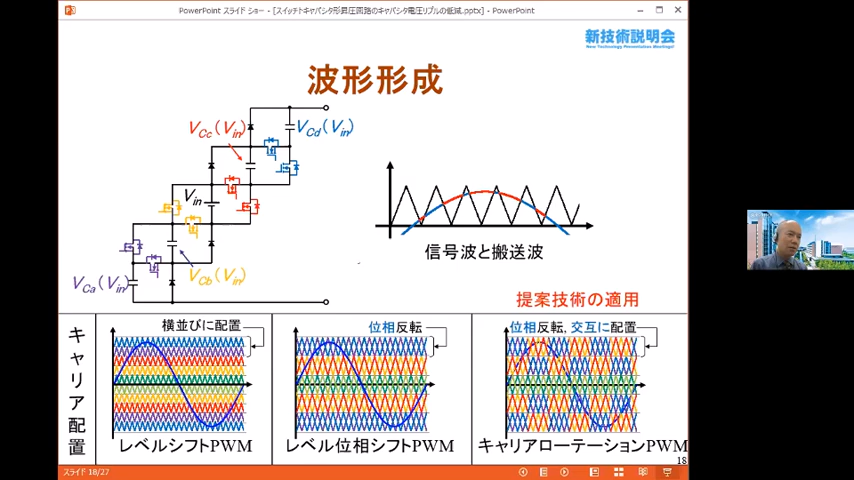 PowerPoint スライド ショー - [スイッチトキャパシタ形昇圧回路のキャパシタ電圧リプルの低減.pptx] - PowerPoint
新技術説明会
New Technology Presentation Meetings!
波形形成
VCc(Vin)
VCd(Vin)
Vin
VCb(Vin)
VCa(Vin)
信号波と搬送波
提案技術の適用
キャリア配置
横並びに配置
レベルシフトPWM
位相反転
レベル位相シフトPWM
位相反転, 交互に配置
キャリアローテーションPWM
18
スライド 18/27